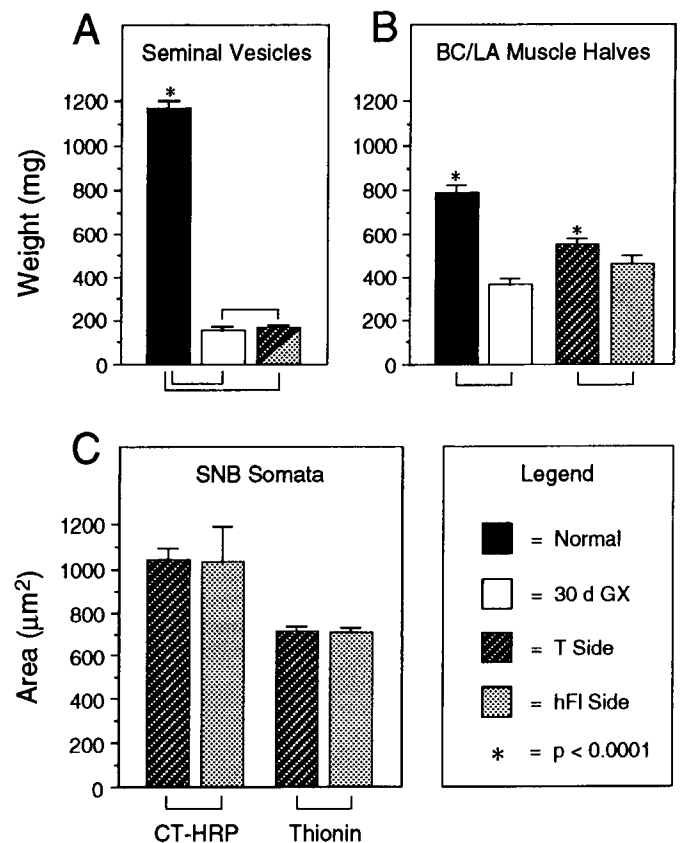 A
Seminal Vesicles
Weight (mg)
1200
1000
800
600
400
200
0
*
B
BC/LA Muscle Halves
1200
1000
800
600
400
200
0
*
*
C
SNB Somata
Area (μm²)
1200
1000
800
600
400
200
0
CT-HRP
Thionin
Legend
= Normal
= 30 d GX
= T Side
= hFl Side
* = p < 0.0001